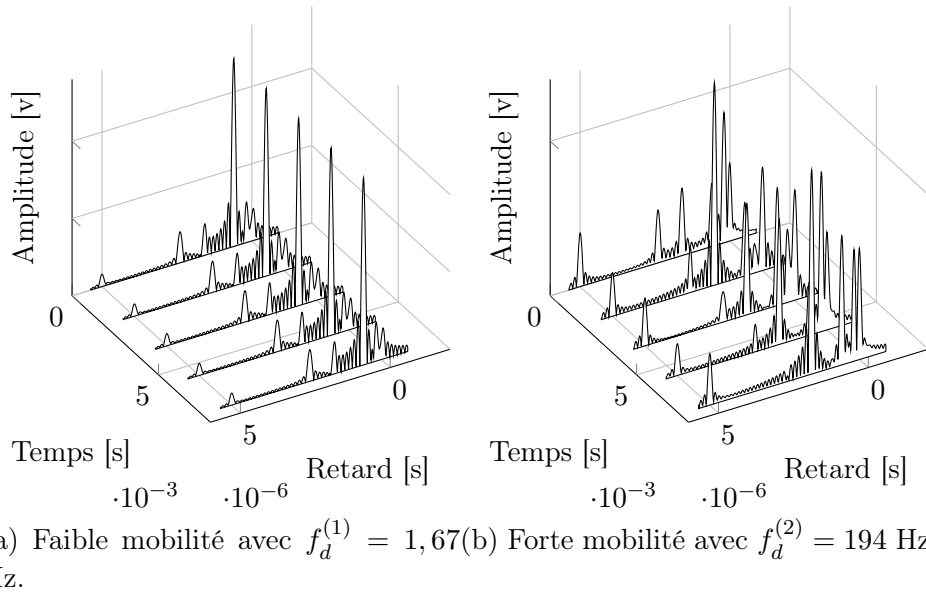 Amplitude [v]
0
5
Temps [s]
·10−3
0
5
Retard [s]
·10−6
Amplitude [v]
0
5
Temps [s]
·10−3
0
5
Retard [s]
·10−6
a) Faible mobilité avec f_d^(1) = 1, 67
z.
(b) Forte mobilité avec f_d^(2) = 194 Hz